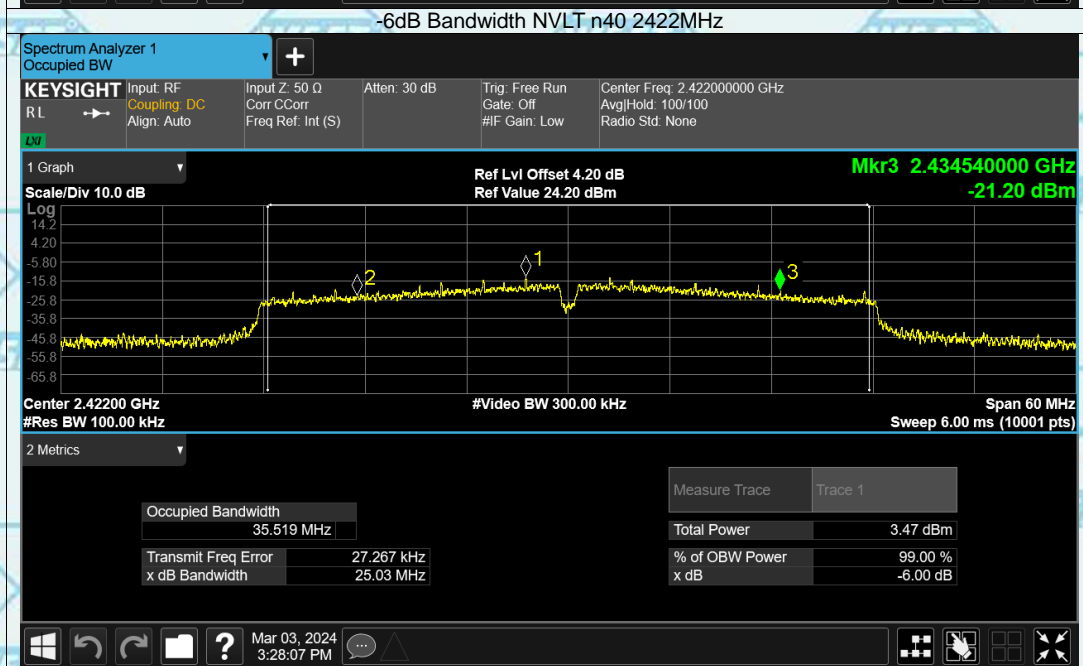 -6dB Bandwidth NVLT n40 2422MHz
Spectrum Analyzer 1
Occupied BW
KEYSIGHT
R L
LXI
Input: RF
Coupling: DC
Align: Auto
Input Z: 50 Ω
Corr CCorr
Freq Ref: Int (S)
Atten: 30 dB
Trig: Free Run
Gate: Off
#IF Gain: Low
Center Freq: 2.422000000 GHz
Avg|Hold: 100/100
Radio Std: None
1 Graph
Scale/Div 10.0 dB
Ref Lvl Offset 4.20 dB
Ref Value 24.20 dBm
Mkr3 2.434540000 GHz
-21.20 dBm
Log
14.2
4.20
-5.80
-15.8
-25.8
-35.8
-45.8
-55.8
-65.8
1
2
3
Center 2.42200 GHz
#Video BW 300.00 kHz
Span 60 MHz
#Res BW 100.00 kHz
Sweep 6.00 ms (10001 pts)
2 Metrics
Measure Trace Trace 1
Occupied Bandwidth
35.519 MHz
Total Power 3.47 dBm
Transmit Freq Error 27.267 kHz
% of OBW Power 99.00 %
x dB Bandwidth 25.03 MHz
x dB -6.00 dB
?
Mar 03, 2024
3:28:07 PM